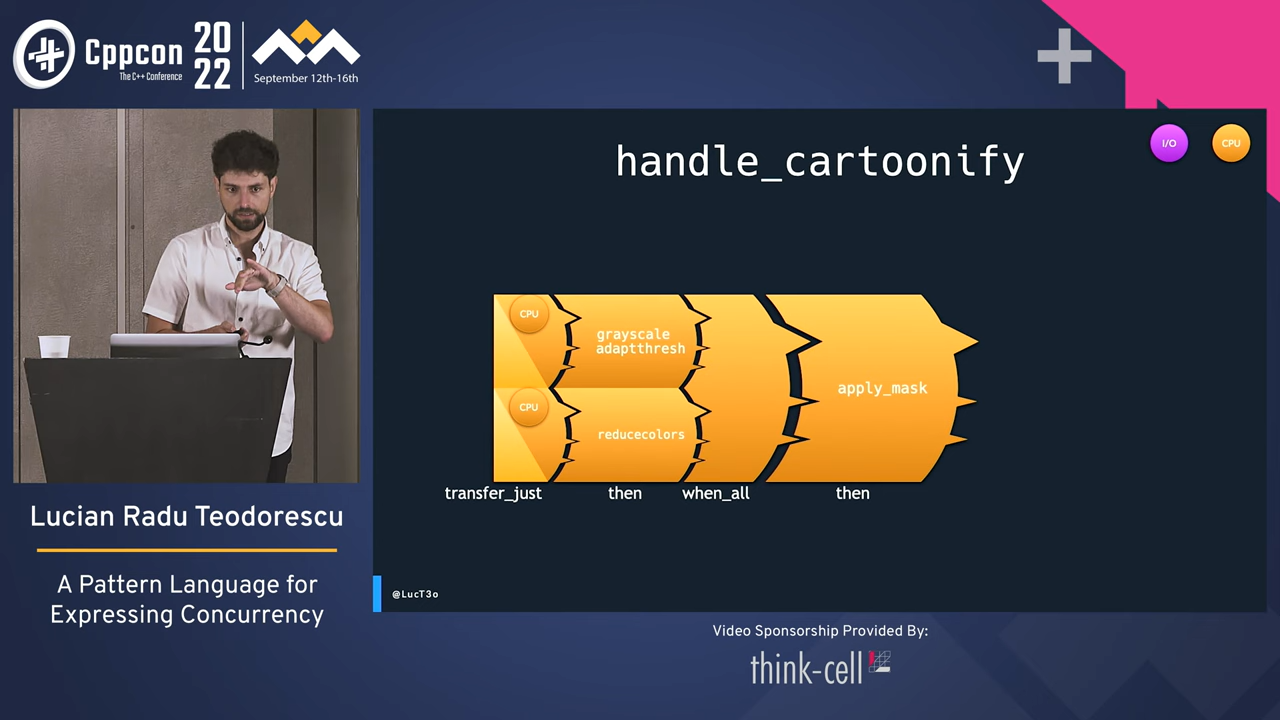 Cppcon
The C++ Conference
20
22
September 12th-16th
I/O
CPU
handle_cartoonify
CPU
grayscale
adaptthresh
apply_mask
CPU
reducecolors
transfer_just
then
when_all
then
@LucT3o
Lucian Radu Teodorescu
A Pattern Language for
Expressing Concurrency
Video Sponsorship Provided By:
think-cell